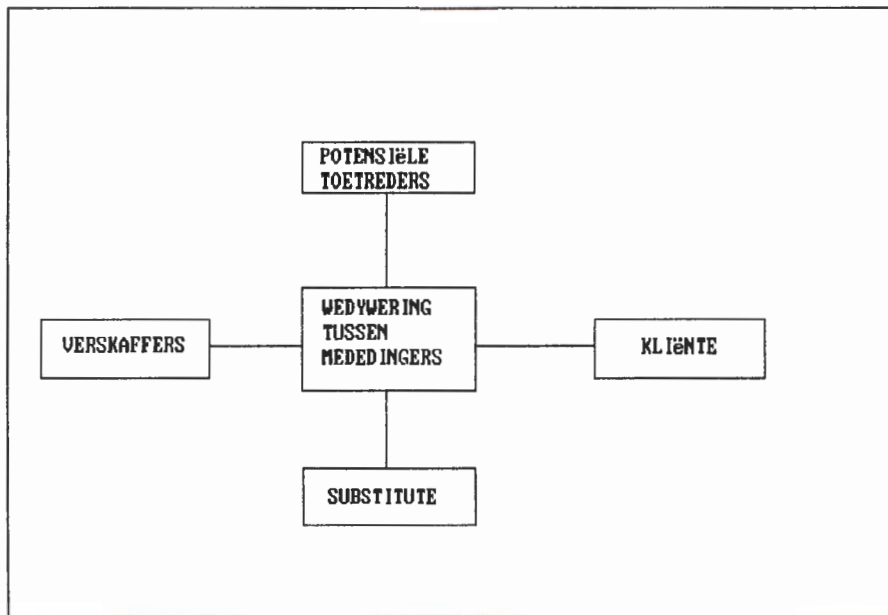 POTENSIëLE
TOETREDERS
WEDYWERING
TUSSEN
MEDEDINGERS
VERSKAFFERS
KLIëNTE
SUBSTITUTE